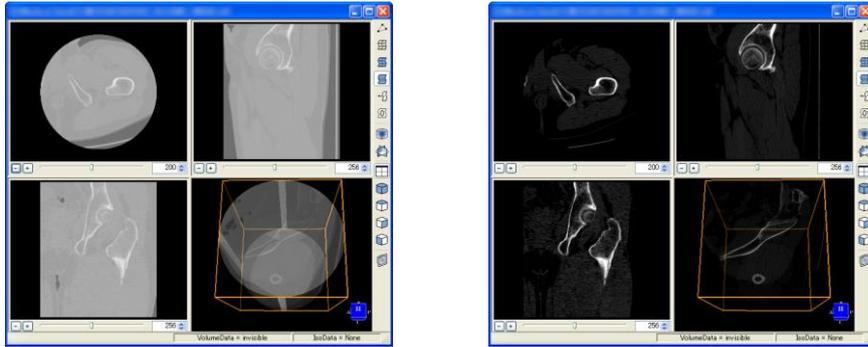 200
256
256
VolumeData = invisible
IsoData = None
200
256
256
VolumeData = invisible
IsoData = None